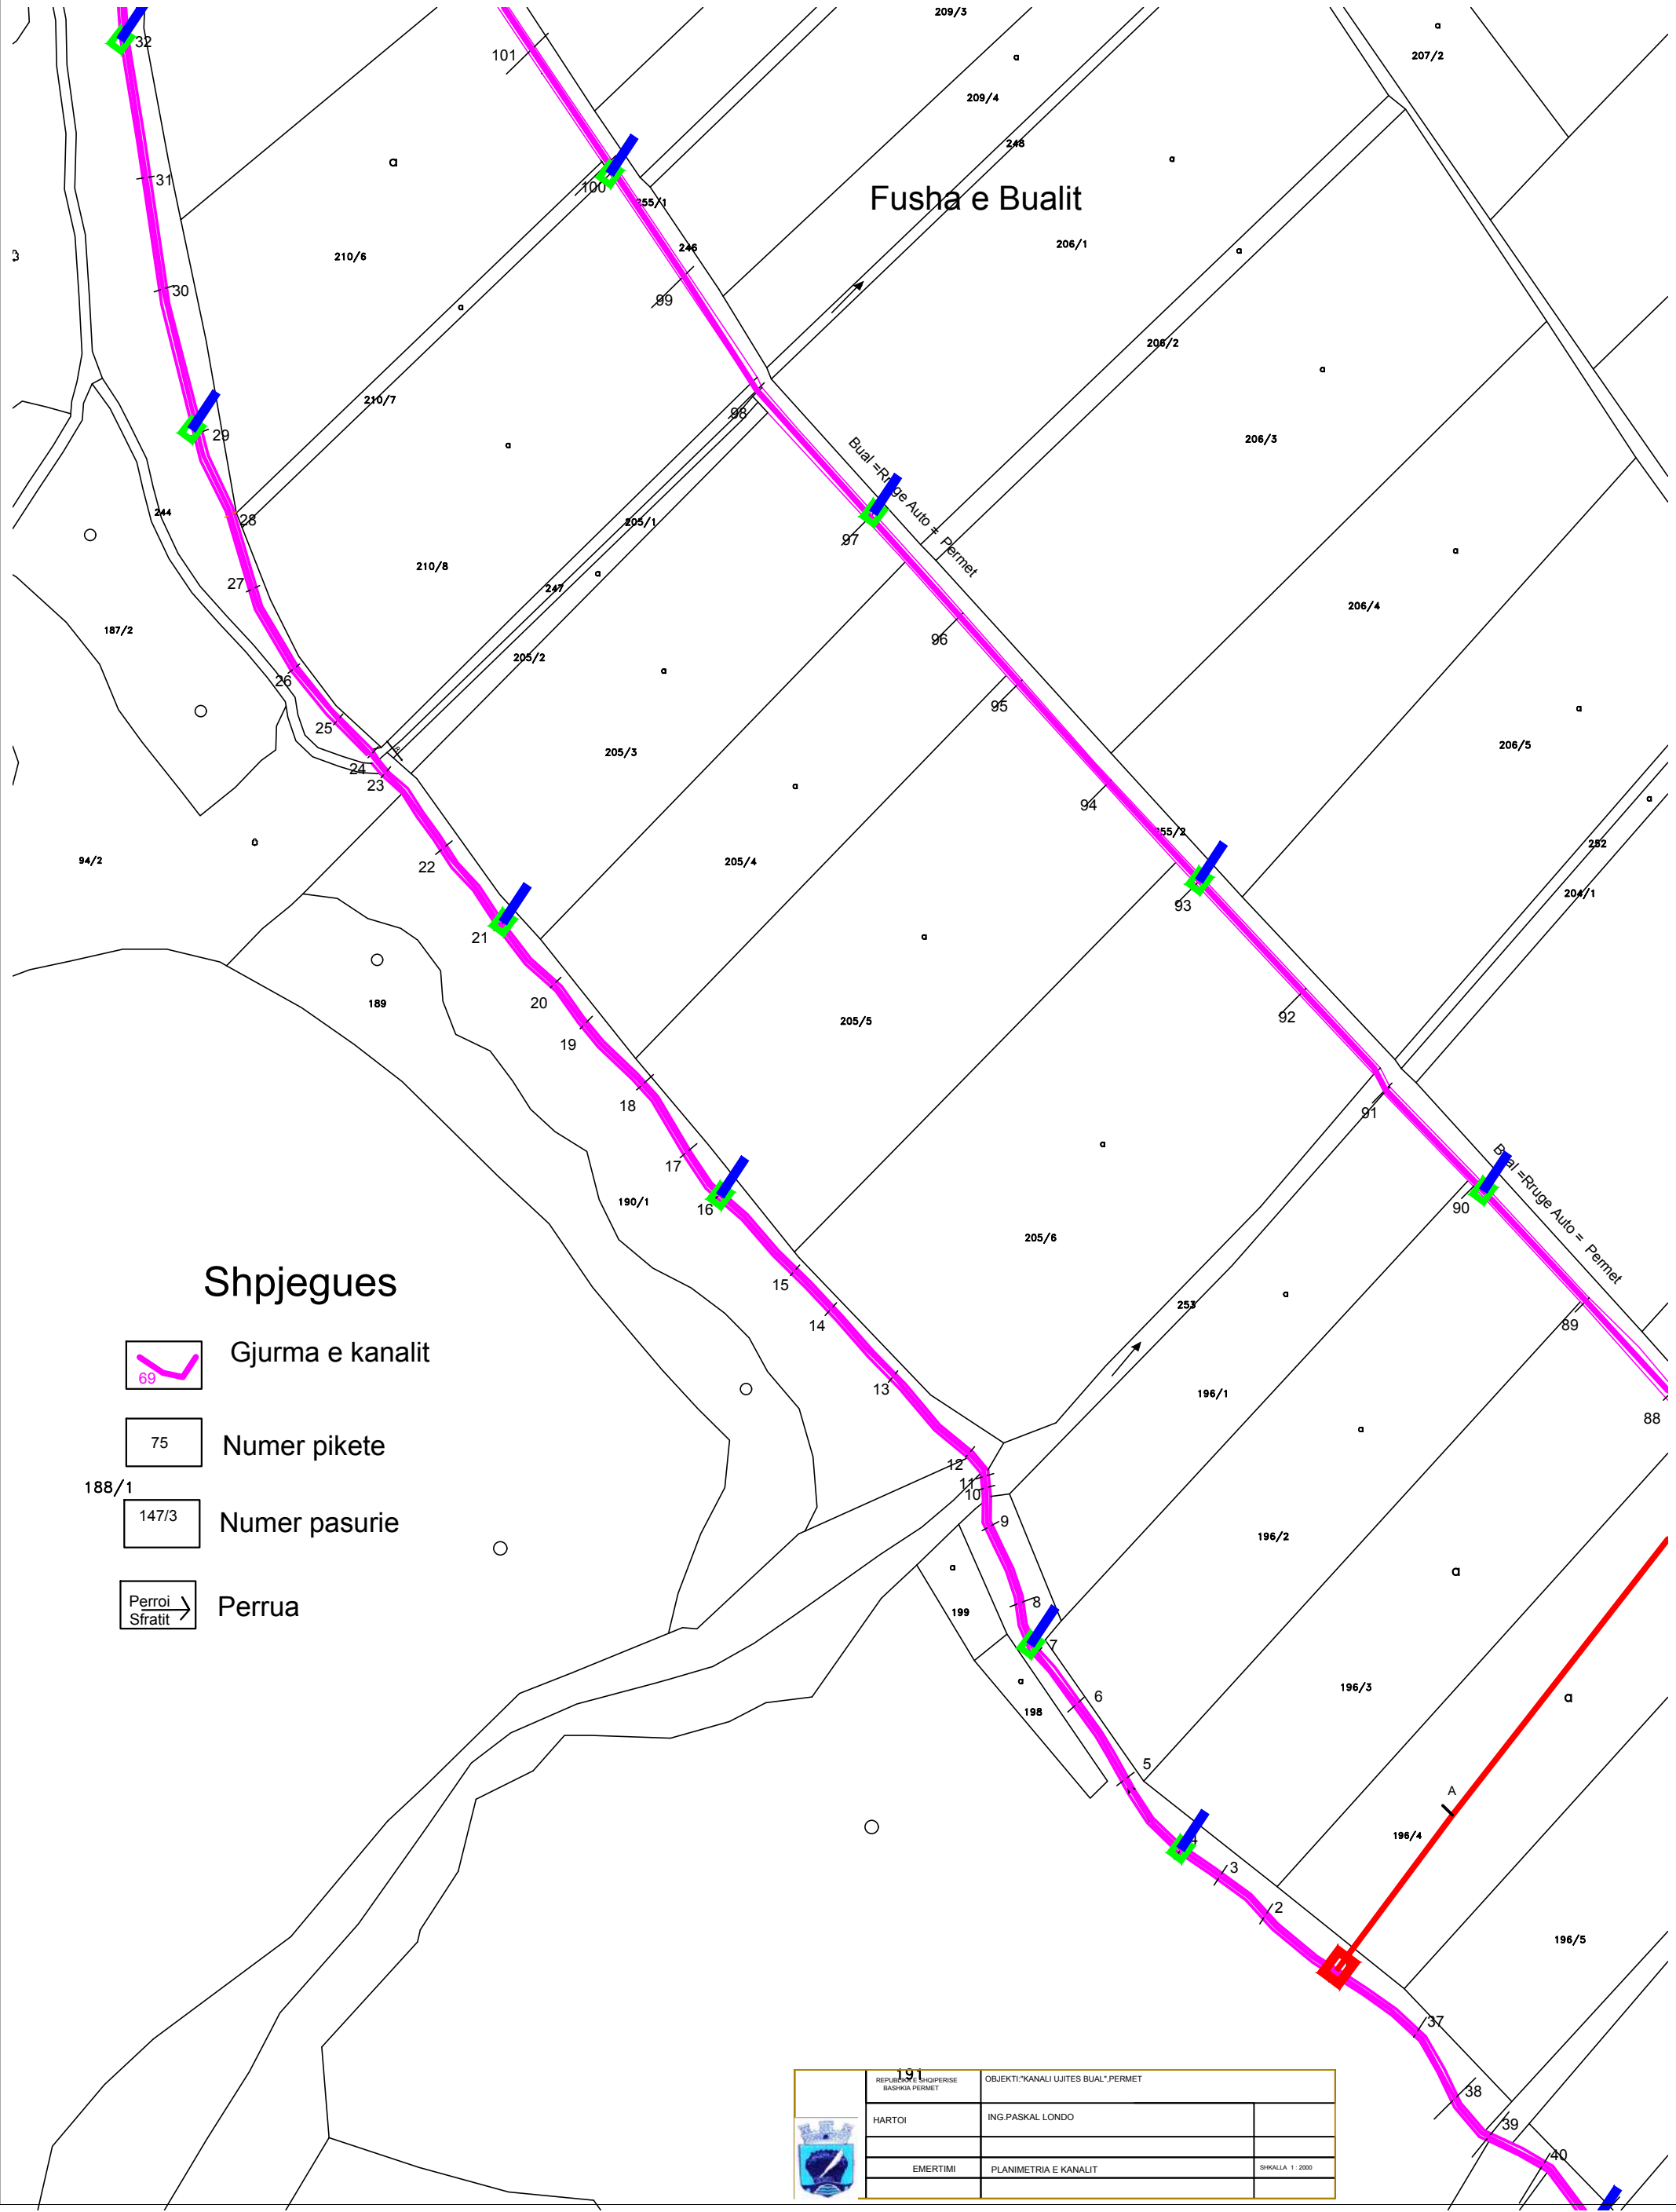 209/3
a
207/2
32
101
a
209/4
248
a
a
31
100
255/1
Fusha e Bualit
246
206/1
a
210/6
30
99
a
206/2
a
210/7
98
29
a
206/3
Bual =Rruge Auto = Permet
244
28
205/1
97
a
210/8
a
247
27
206/4
187/2
96
205/2
a
26
95
a
25
205/3
206/5
24
23
a
a
94
255/2
252
94/2
22
205/4
204/1
93
21
a
189
20
92
205/5
19
18
91
a
17
Bual =Rruge Auto = Permet
190/1
16
90
205/6
Shpjegues
15
a
253
14
89
Gjurma e kanalit
69
13
196/1
88
a
75
Numer pikete
12
11
10
188/1
147/3
Numer pasurie
9
196/2
a
a
Perroi
Sfratit
Perrua
8
199
7
a
196/3
a
6
198
5
A
196/4
4
3
2
196/5
37
191
REPUBLIKA E SHQIPERISE
BASHKIA PERMET
OBJEKTI:"KANALI UJITES BUAL",PERMET
38
HARTOI
ING.PASKAL LONDO
39
40
EMERTIMI
PLANIMETRIA E KANALIT
SHKALLA 1 : 2000